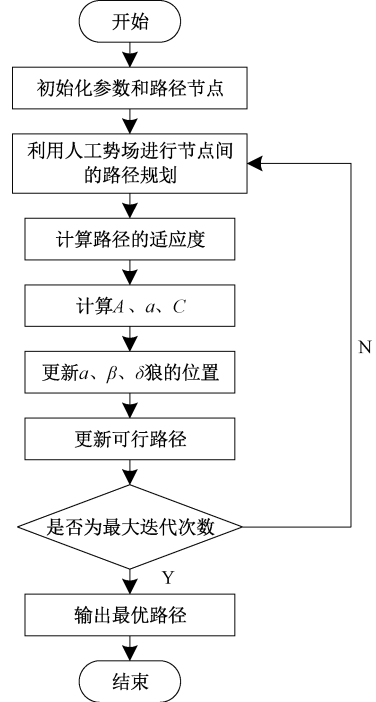 开始
初始化参数和路径节点
利用人工势场进行节点间
的路径规划
计算路径的适应度
计算A、a、C
更新a、β、δ狼的位置
更新可行路径
N
是否为最大迭代次数
Y
输出最优路径
结束